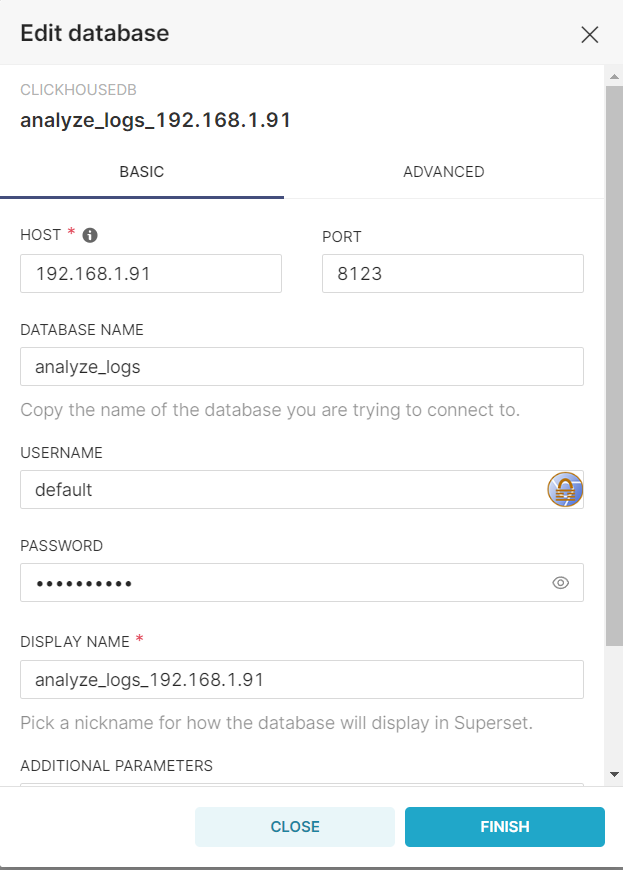 Edit database
CLICKHOUSEDB
analyze_logs_192.168.1.91
BASIC
ADVANCED
HOST *
PORT
192.168.1.91
8123
DATABASE NAME
analyze_logs
Copy the name of the database you are trying to connect to.
USERNAME
default
PASSWORD
••••••••••
DISPLAY NAME *
analyze_logs_192.168.1.91
Pick a nickname for how the database will display in Superset.
ADDITIONAL PARAMETERS
CLOSE
FINISH